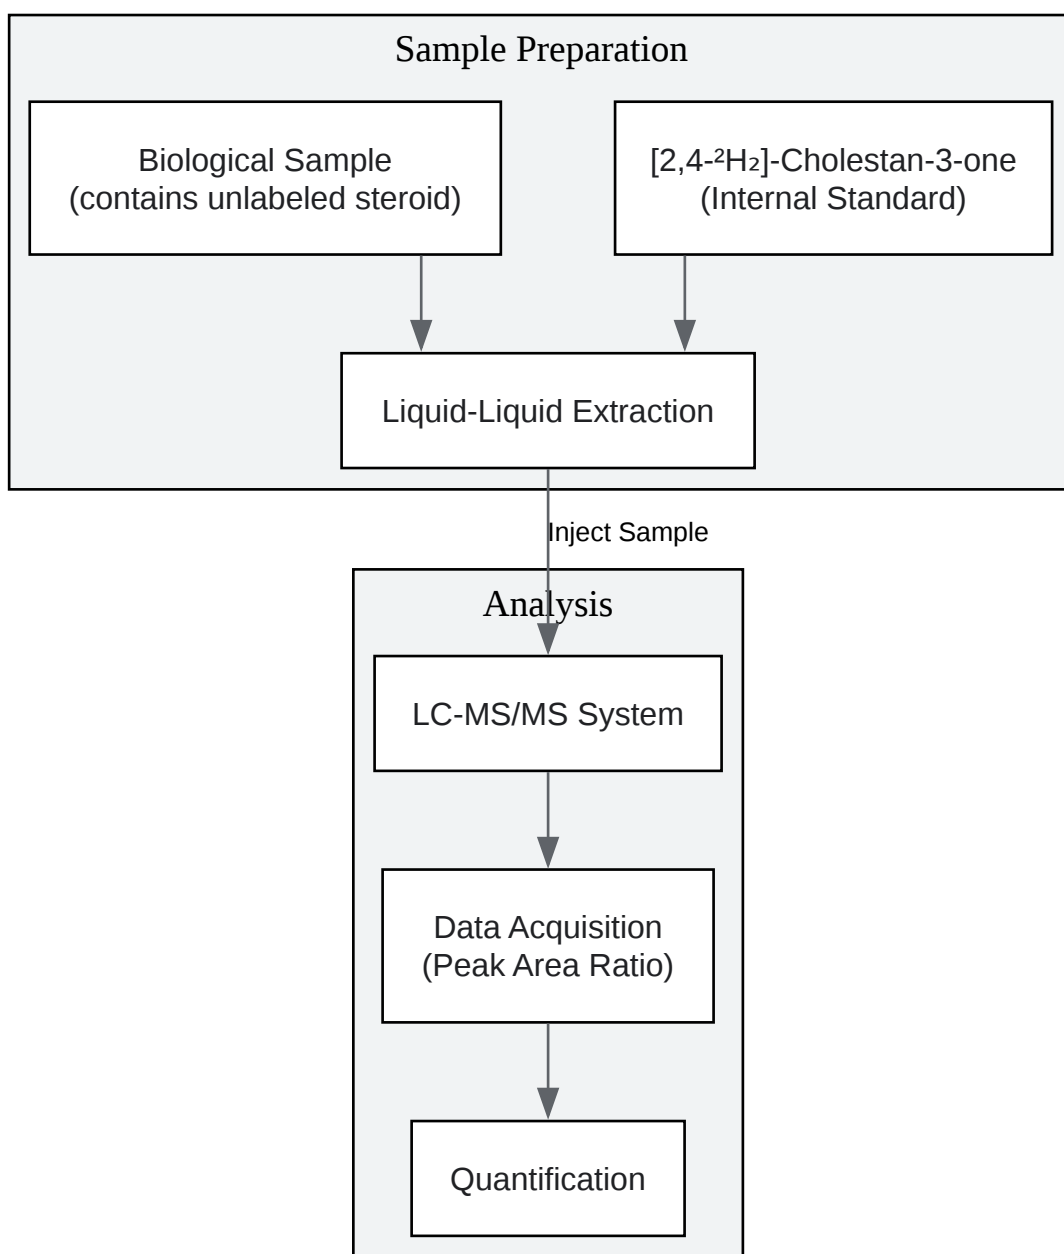 Sample Preparation
Biological Sample
(contains unlabeled steroid)
[2,4-²H₂]-Cholestan-3-one
(Internal Standard)
Liquid-Liquid Extraction
Inject Sample
Analysis
LC-MS/MS System
Data Acquisition
(Peak Area Ratio)
Quantification